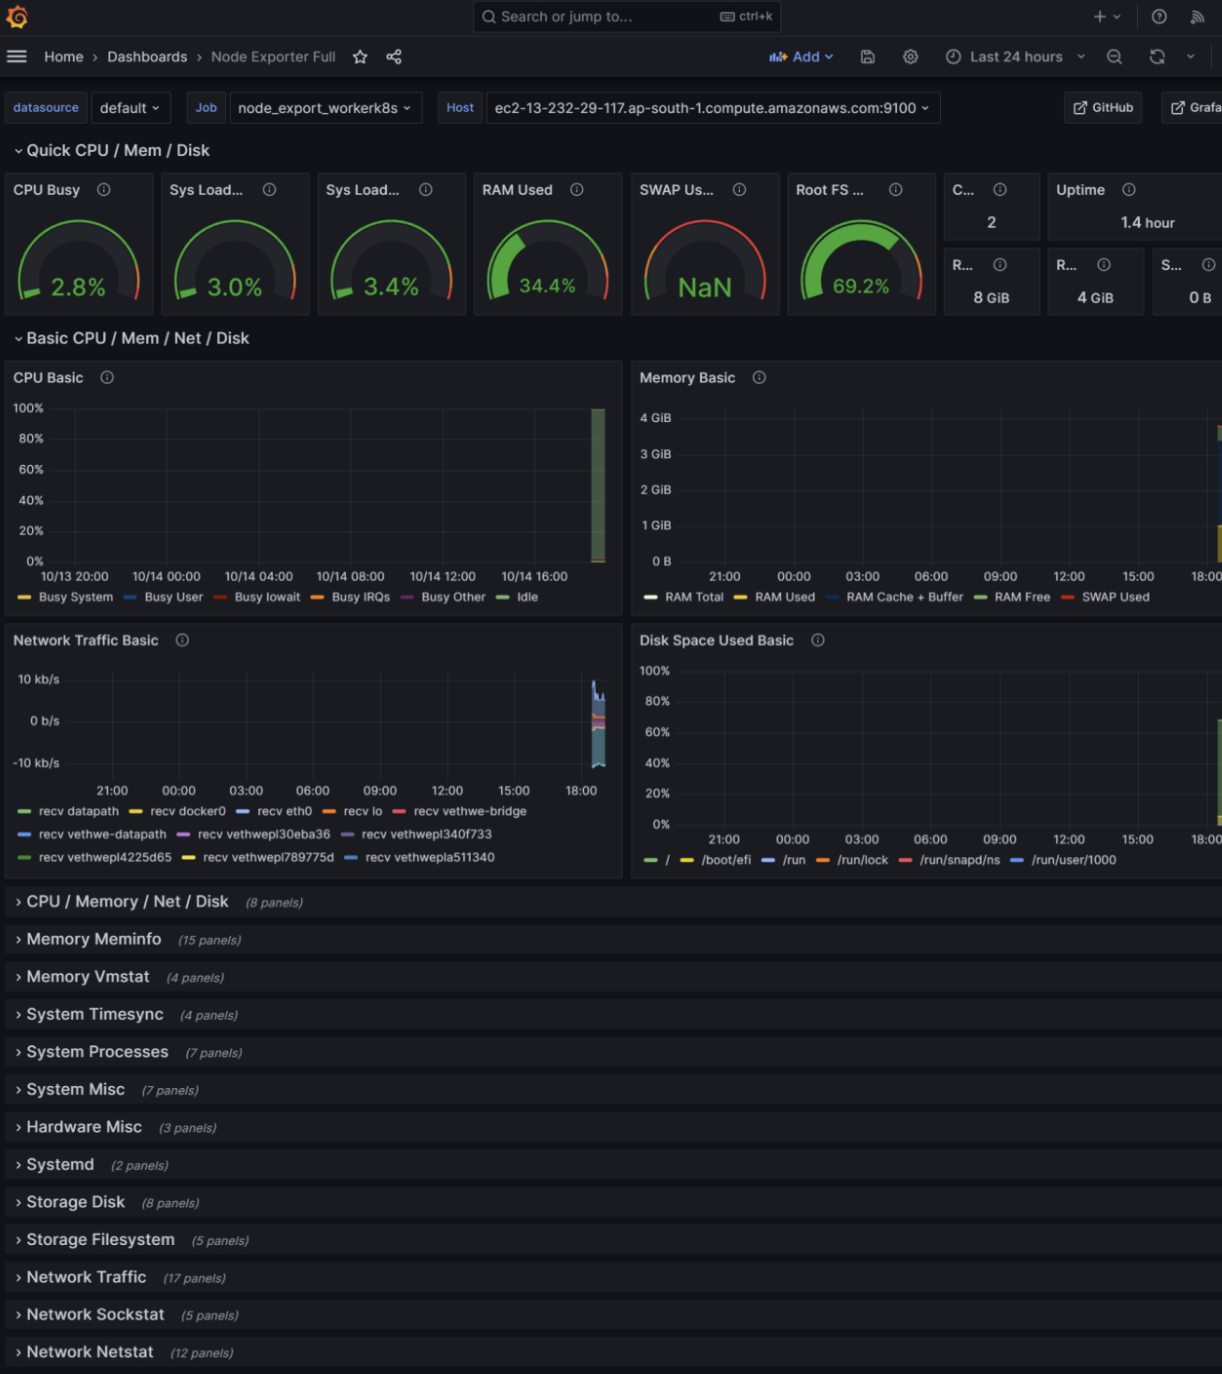 Search or jump to... ctrl+k
Home › Dashboards › Node Exporter Full Add Last 24 hours
datasource default Job node_export_workerk8s Host ec2-13-232-29-117.ap-south-1.compute.amazonaws.com:9100 GitHub Grafa
Quick CPU / Mem / Disk
CPU Busy Sys Load... Sys Load... RAM Used SWAP Us... Root FS ... C... Uptime
2 1.4 hour
R... R... S...
2.8% 3.0% 3.4% 34.4% NaN 69.2% 8 GiB 4 GiB 0 B
Basic CPU / Mem / Net / Disk
CPU Basic
100%
80%
60%
40%
20%
0%
10/13 20:00 10/14 00:00 10/14 04:00 10/14 08:00 10/14 12:00 10/14 16:00
Busy System Busy User Busy Iowait Busy IRQs Busy Other Idle
Memory Basic
4 GiB
3 GiB
2 GiB
1 GiB
0 B
21:00 00:00 03:00 06:00 09:00 12:00 15:00 18:00
RAM Total RAM Used RAM Cache + Buffer RAM Free SWAP Used
Network Traffic Basic
10 kb/s
0 b/s
-10 kb/s
21:00 00:00 03:00 06:00 09:00 12:00 15:00 18:00
recv datapath recv docker0 recv eth0 recv lo recv vethwe-bridge
recv vethwe-datapath recv vethwepl30eba36 recv vethwepl340f733
recv vethwepl4225d65 recv vethwepl789775d recv vethwepla511340
Disk Space Used Basic
100%
80%
60%
40%
20%
0%
21:00 00:00 03:00 06:00 09:00 12:00 15:00 18:00
/ /boot/efi /run /run/lock /run/snapd/ns /run/user/1000
CPU / Memory / Net / Disk (8 panels)
Memory Meminfo (15 panels)
Memory Vmstat (4 panels)
System Timesync (4 panels)
System Processes (7 panels)
System Misc (7 panels)
Hardware Misc (3 panels)
Systemd (2 panels)
Storage Disk (8 panels)
Storage Filesystem (5 panels)
Network Traffic (17 panels)
Network Sockstat (5 panels)
Network Netstat (12 panels)